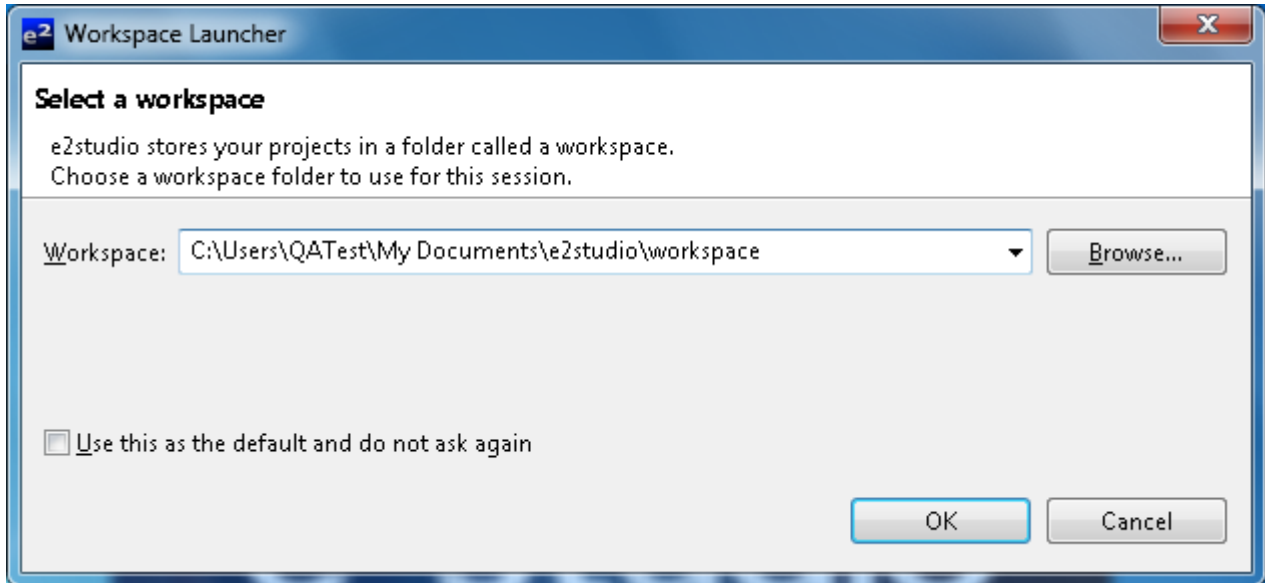 e² Workspace Launcher
Select a workspace
e2studio stores your projects in a folder called a workspace.
Choose a workspace folder to use for this session.
Workspace: C:\Users\QATest\My Documents\e2studio\workspace Browse...
Use this as the default and do not ask again
OK Cancel